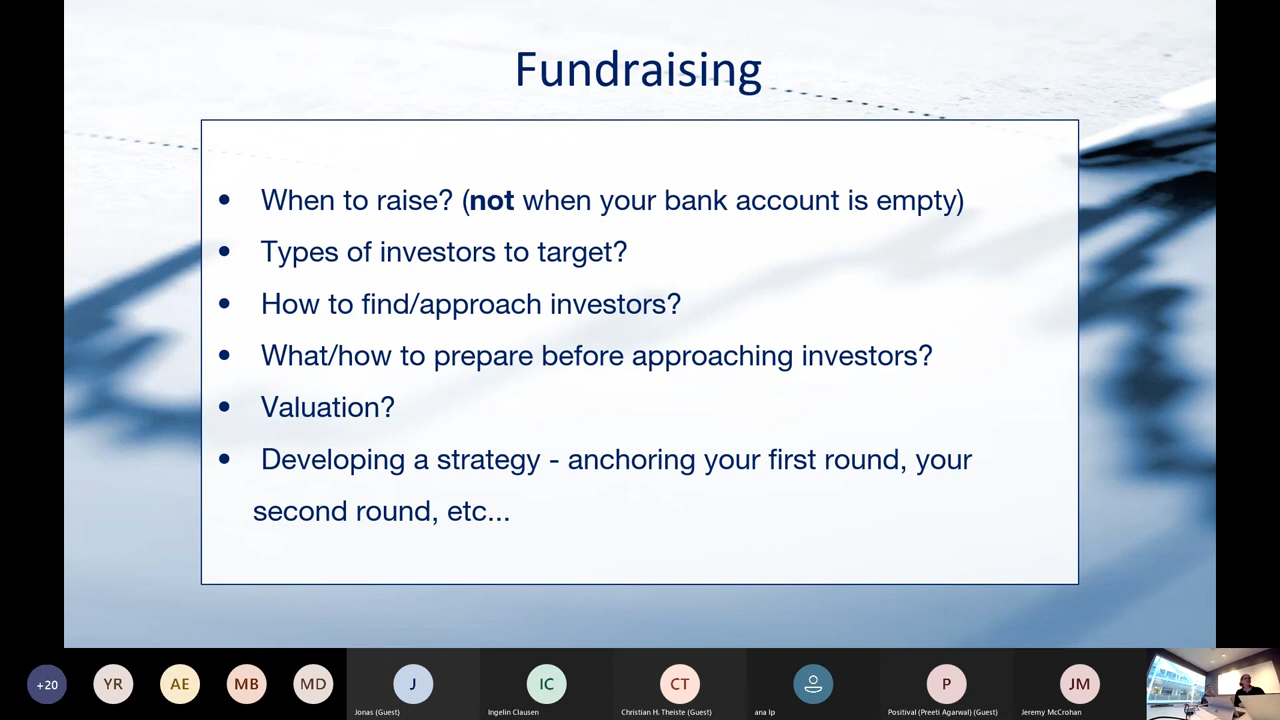 Fundraising
When to raise? (not when your bank account is empty)
Types of investors to target?
How to find/approach investors?
What/how to prepare before approaching investors?
Valuation?
Developing a strategy - anchoring your first round, your
second round, etc...
+20
YR
AE
MB
MD
J
IC
CT
P
JM
Jonas (Guest)
Ingelin Clausen
Christian H. Theiste (Guest)
ana lp
Positival (Preeti Agarwal) (Guest)
Jeremy McCrohan